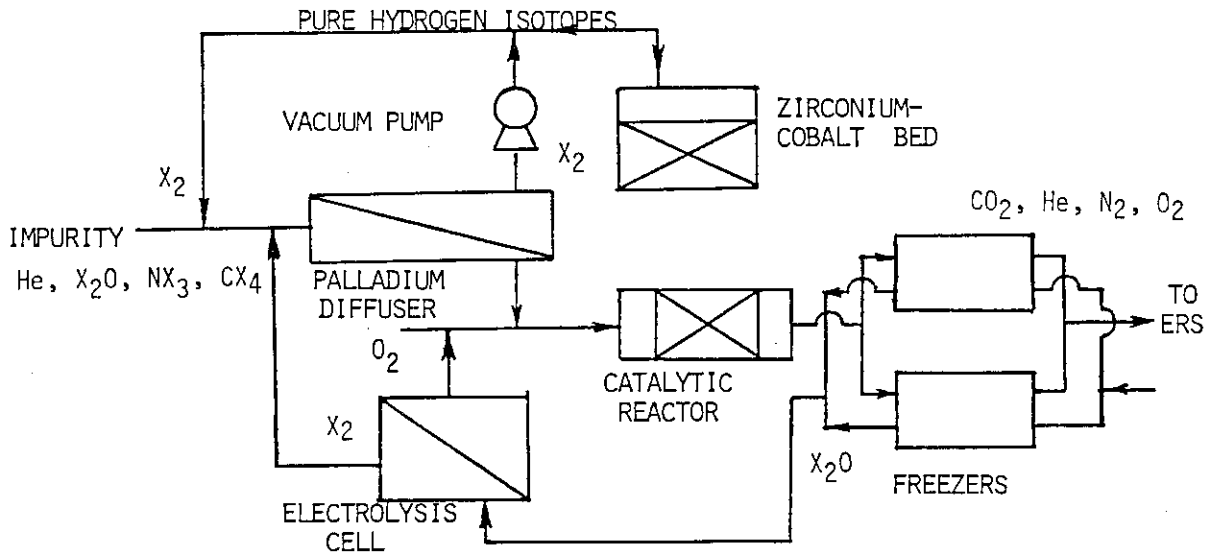 PURE HYDROGEN ISOTOPES
VACUUM PUMP
X₂
ZIRCONIUM-
COBALT BED
X₂
IMPURITY
He, X₂O, NX₃, CX₄
PALLADIUM
DIFFUSER
CO₂, He, N₂, O₂
TO
ERS
O₂
CATALYTIC
REACTOR
X₂
X₂O
FREEZERS
ELECTROLYSIS
CELL